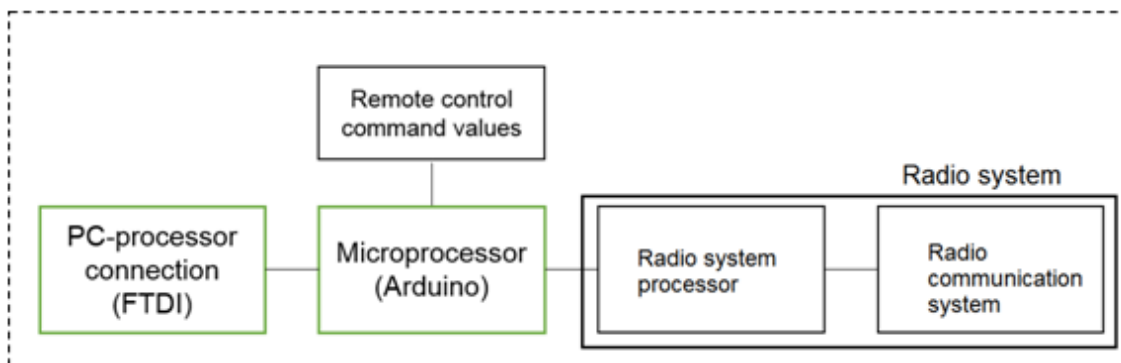 Remote control
command values
Radio system
PC-processor
connection
(FTDI)
Microprocessor
(Arduino)
Radio system
processor
Radio
communication
system